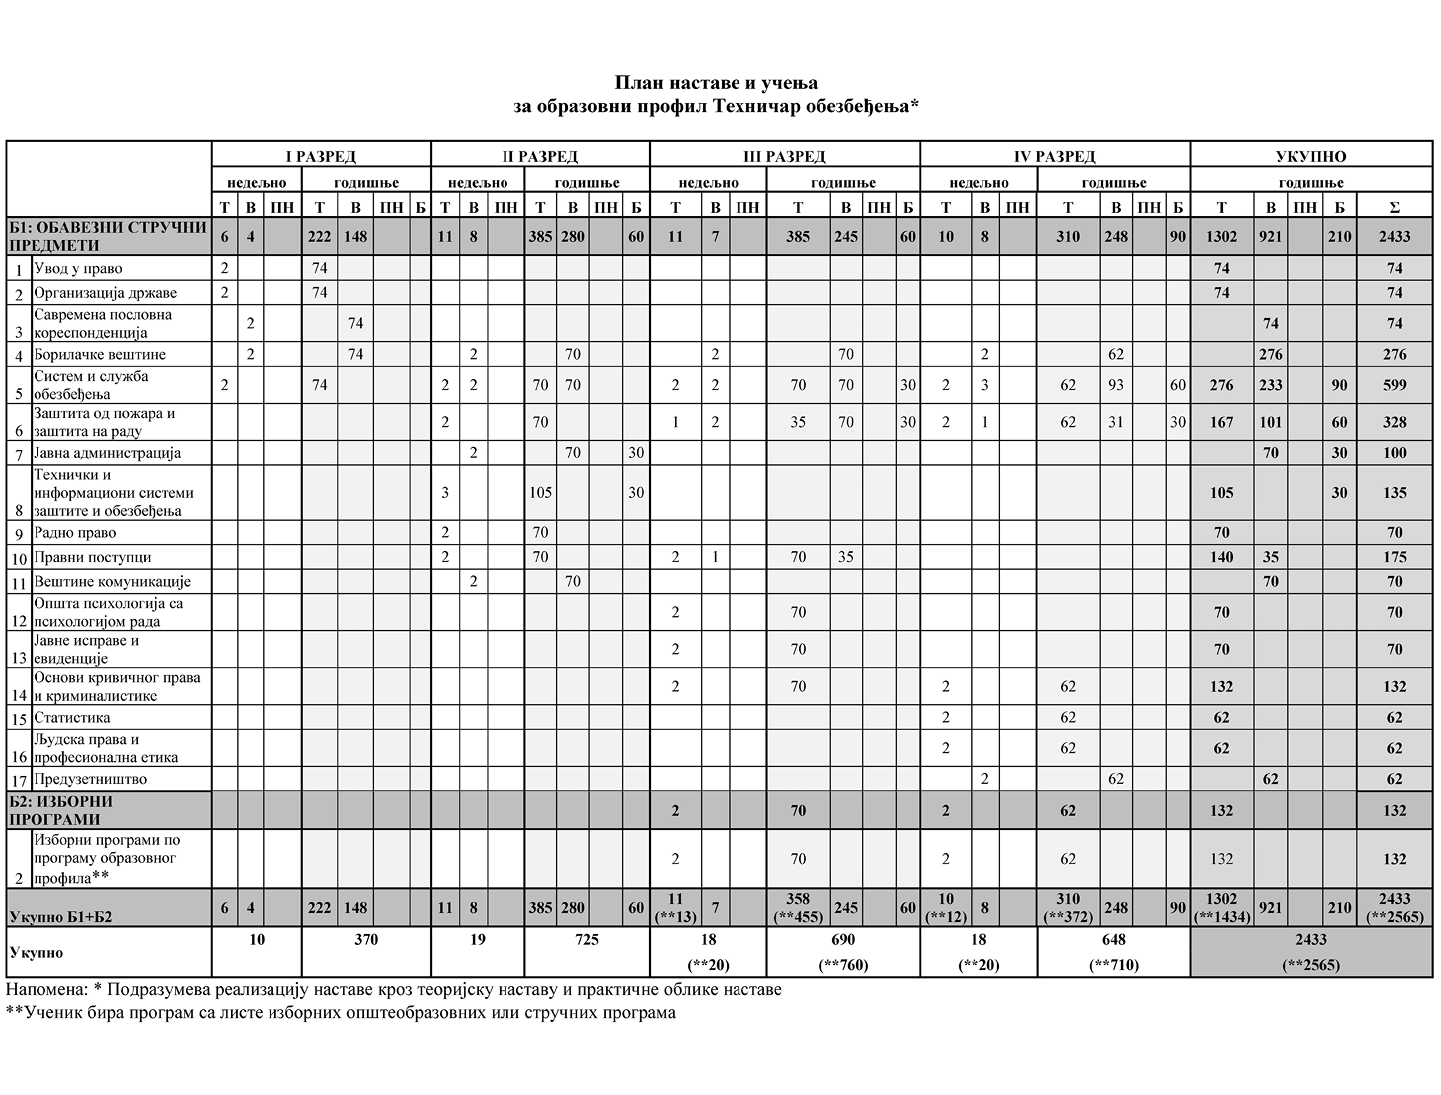 План наставе и учења
за образовни профил Техничар обезбеђења*
I РАЗРЕД II РАЗРЕД III РАЗРЕД IV РАЗРЕД УКУПНО
недељно годишње недељно годишње недељно годишње недељно годишње годишње
Т В ПН Т В ПН Б Т В ПН Т В ПН Б Т В ПН Т В ПН Б Т В ПН Т В ПН Б Т В ПН Б Σ
Б1: ОБАВЕЗНИ СТРУЧНИ
ПРЕДМЕТИ 6 4 222 148 11 8 385 280 60 11 7 385 245 60 10 8 310 248 90 1302 921 210 2433
1 Увод у право 2 74 74 74
2 Организација државе 2 74 74 74
Савремена пословна
3 кореспонденција 2 74 74 74
4 Борилачке вештине 2 74 2 70 2 70 2 62 276 276
Систем и служба
5 обезбеђења 2 74 2 2 70 70 2 2 70 70 30 2 3 62 93 60 276 233 90 599
Заштита од пожара и
6 заштита на раду 2 70 1 2 35 70 30 2 1 62 31 30 167 101 60 328
7 Јавна администрација 2 70 30 70 30 100
Технички и
информациони системи
8 заштите и обезбеђења 3 105 30 105 30 135
9 Радно право 2 70 70 70
10 Правни поступци 2 70 2 1 70 35 140 35 175
11 Вештине комуникације 2 70 70 70
Општа психологија са
12 психологијом рада 2 70 70 70
Јавне исправе и
13 евиденције 2 70 70 70
Основи кривичног права
14 и криминалистике 2 70 2 62 132 132
15 Статистика 2 62 62 62
Људска права и
16 професионална етика 2 62 62 62
17 Предузетништво 2 62 62 62
Б2: ИЗБОРНИ
ПРОГРАМИ 2 70 2 62 132 132
Изборни програми по
програму образовног
2 профила** 2 70 2 62 132 132
Укупно Б1+Б2 6 4 222 148 11 8 385 280 60 11 7 358 245 60 10 8 310 248 90 1302 921 210 2433
(**13) (**455) (**12) (**372) (**1434) (**2565)
Укупно 10 370 19 725 18 690 18 648 2433
(**20) (**760) (**20) (**710) (**2565)
Напомена: * Подразумева реализацију наставе кроз теоријску наставу и практичне облике наставе
**Ученик бира програм са листе изборних општеобразовних или стручних програма